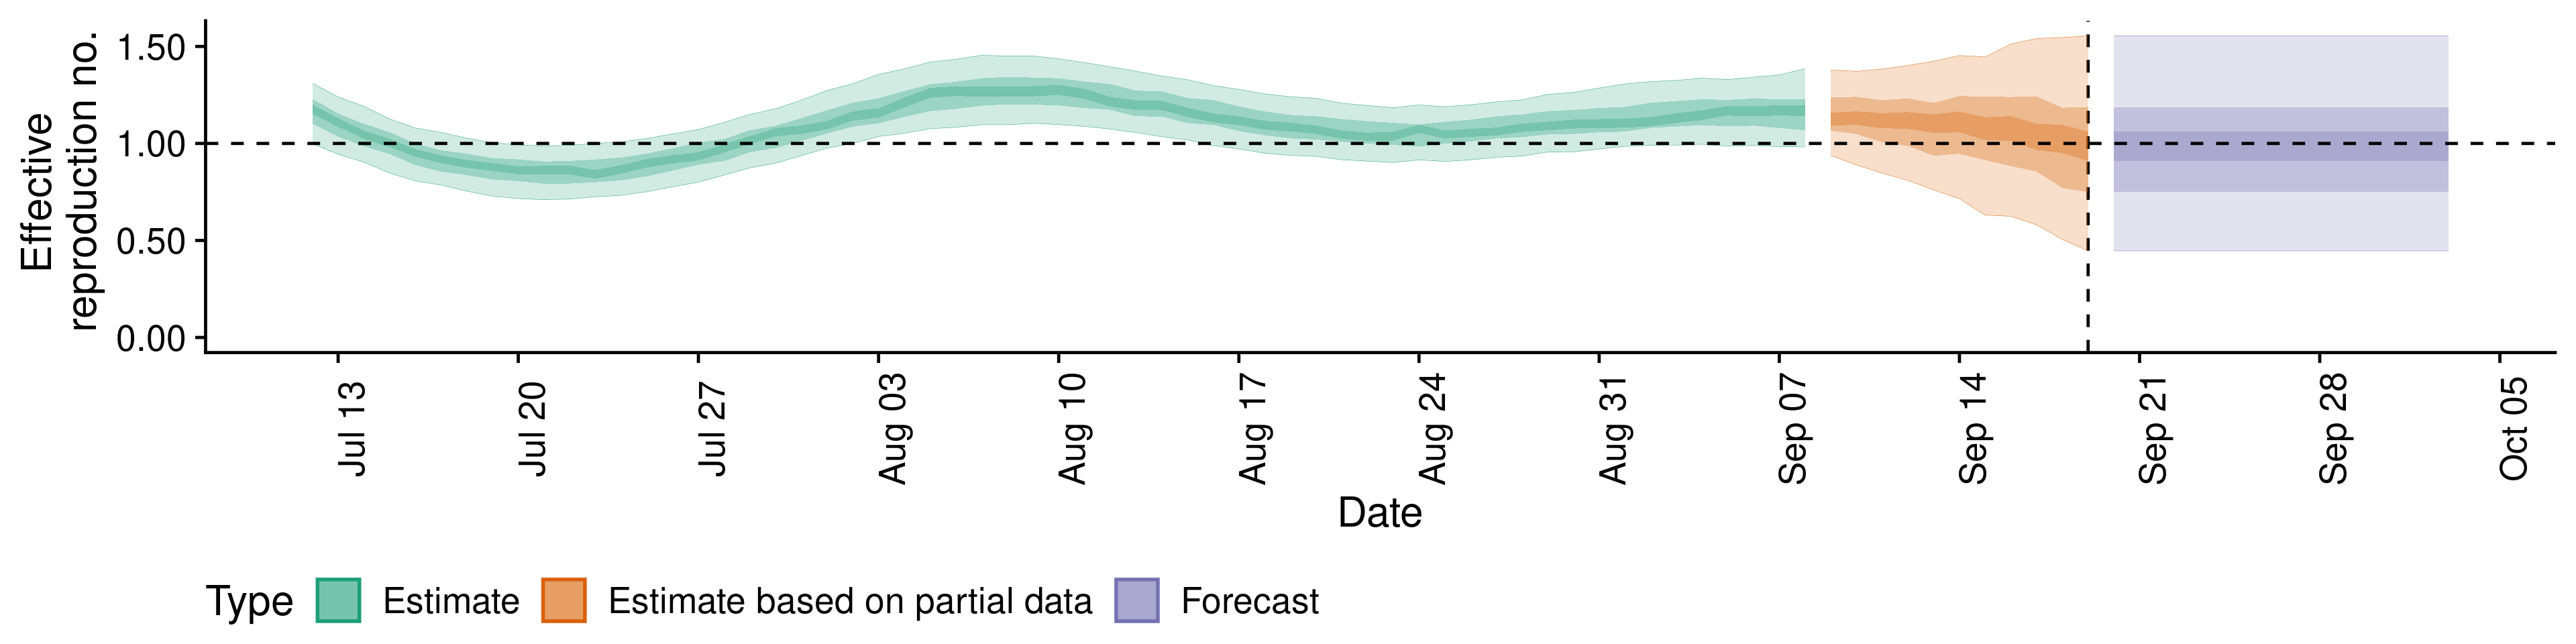 Effective
reproduction no.
1.50
1.00
0.50
0.00
Jul 13
Jul 20
Jul 27
Aug 03
Aug 10
Aug 17
Aug 24
Aug 31
Sep 07
Sep 14
Sep 21
Sep 28
Oct 05
Date
Type Estimate Estimate based on partial data Forecast